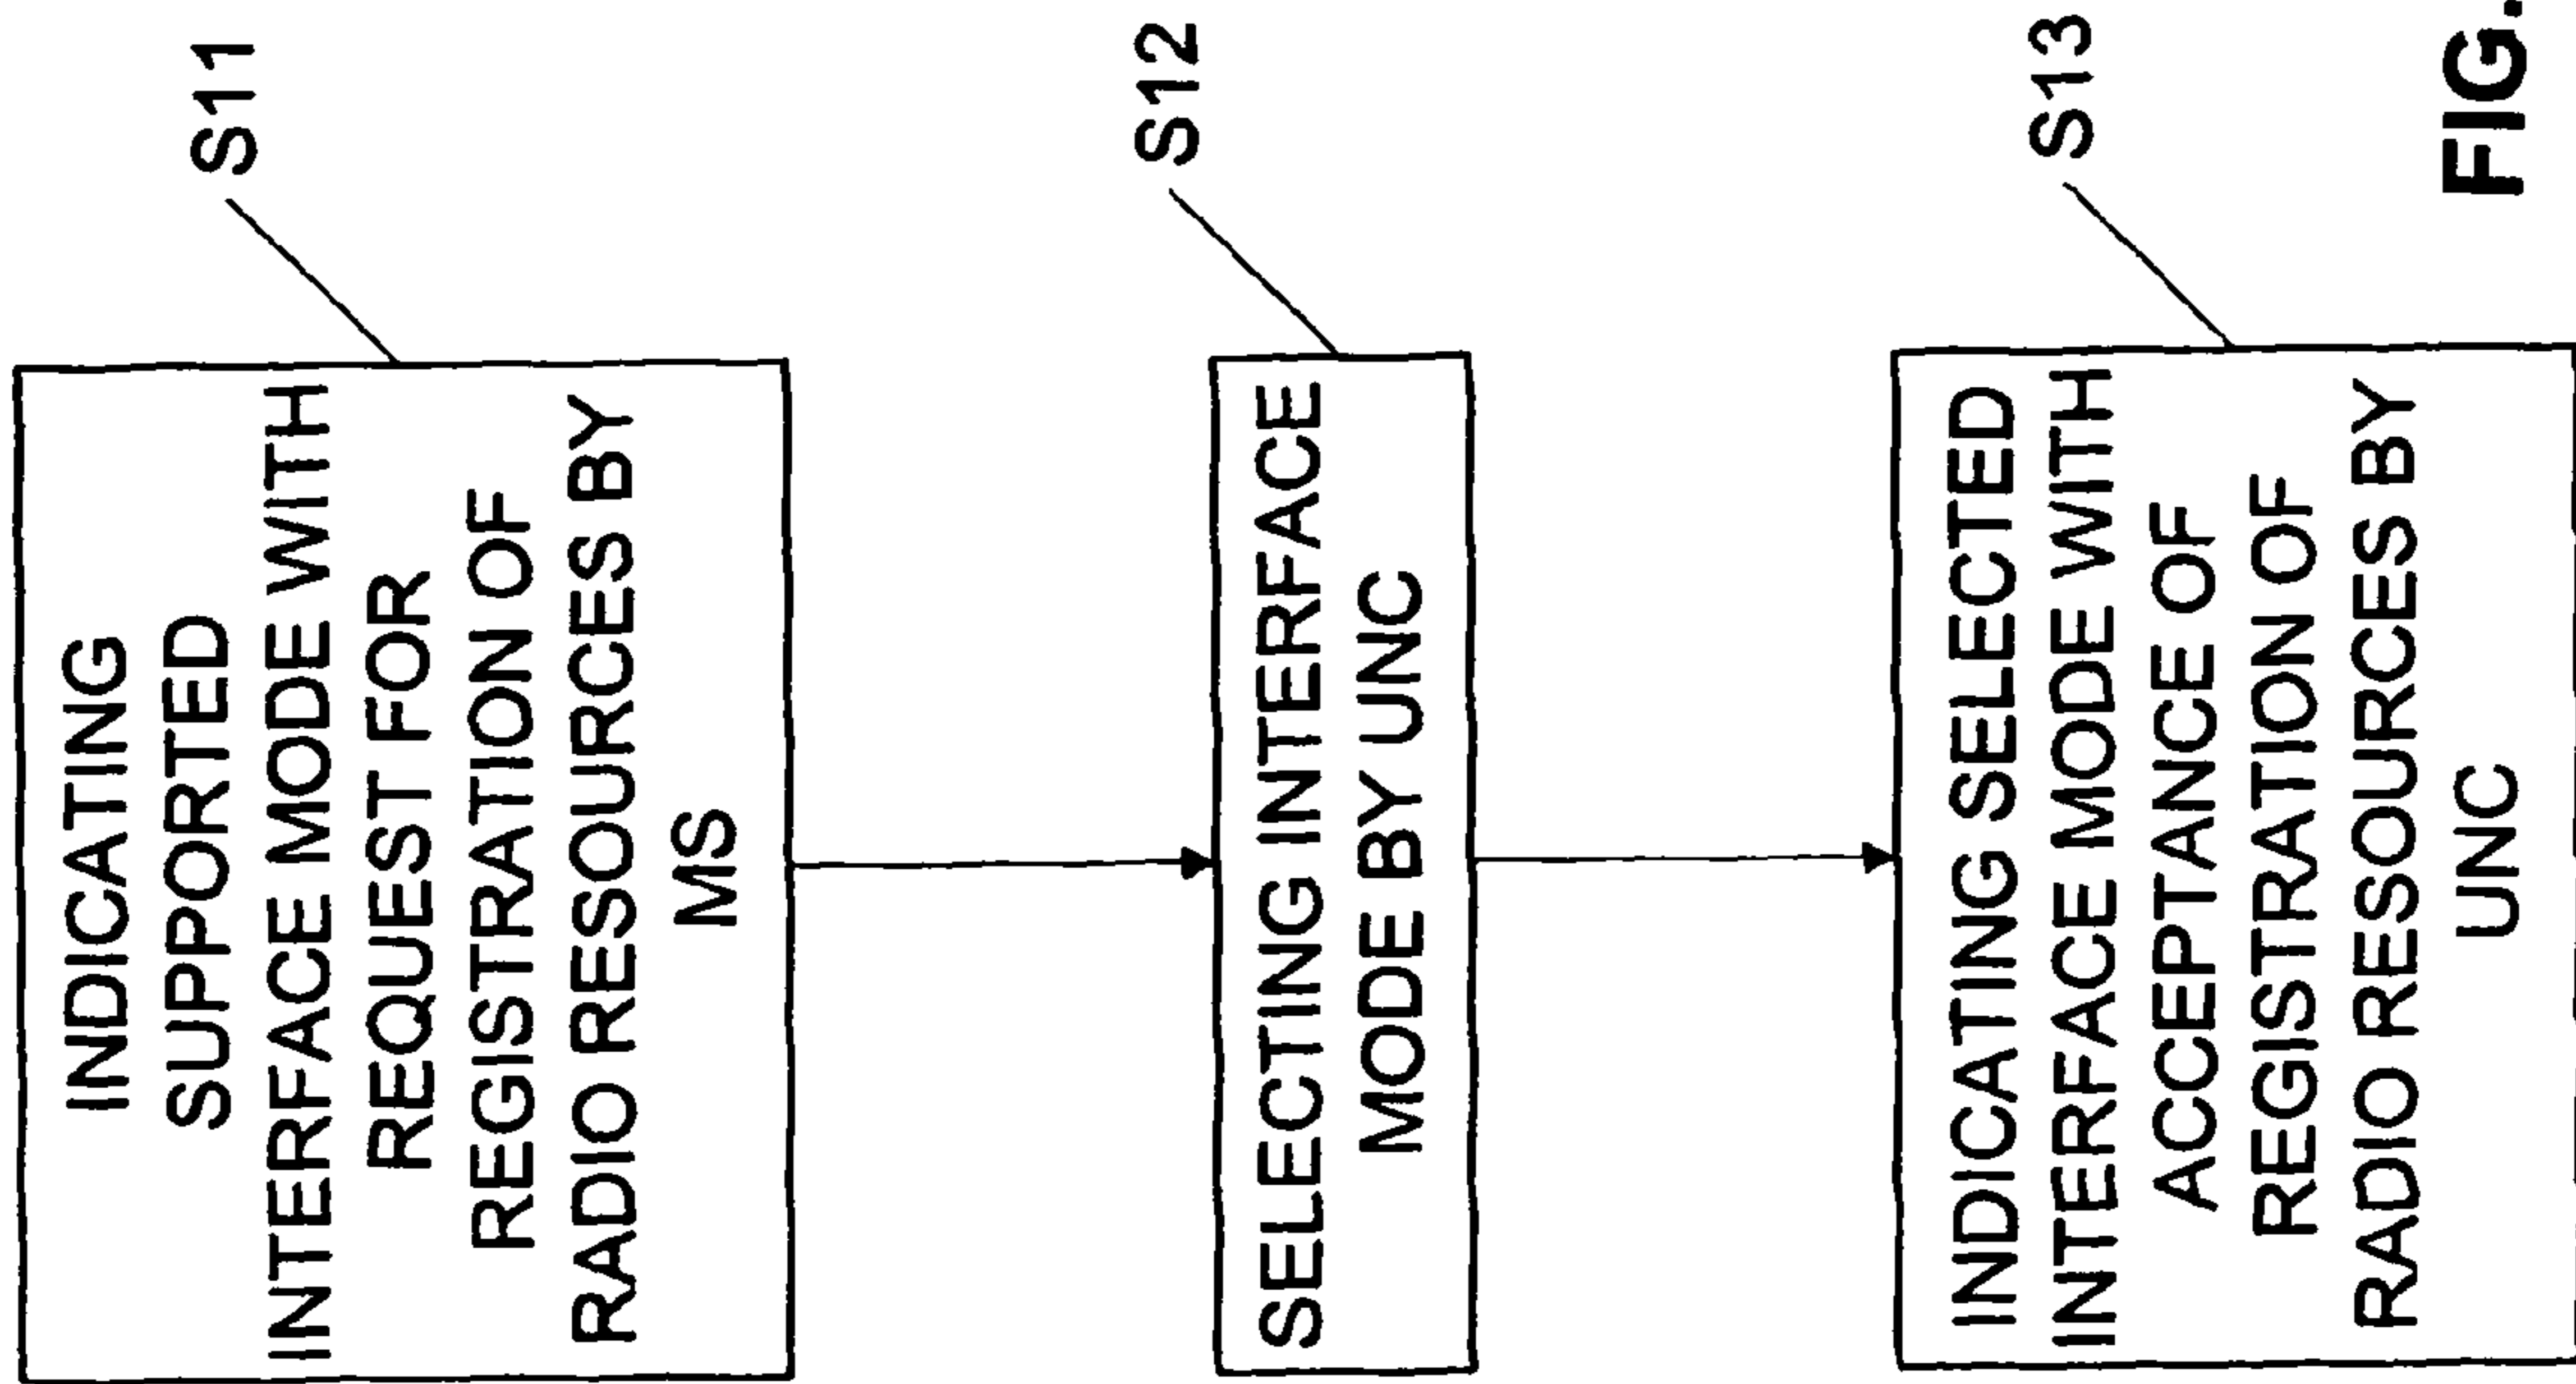 INDICATING
SUPPORTED
INTERFACE MODE WITH
REQUEST FOR
REGISTRATION OF
RADIO RESOURCES BY
MS
S11
SELECTING INTERFACE
MODE BY UNC
S12
INDICATING SELECTED
INTERFACE MODE WITH
ACCEPTANCE OF
REGISTRATION OF
RADIO RESOURCES BY
UNC
S13
FIG.